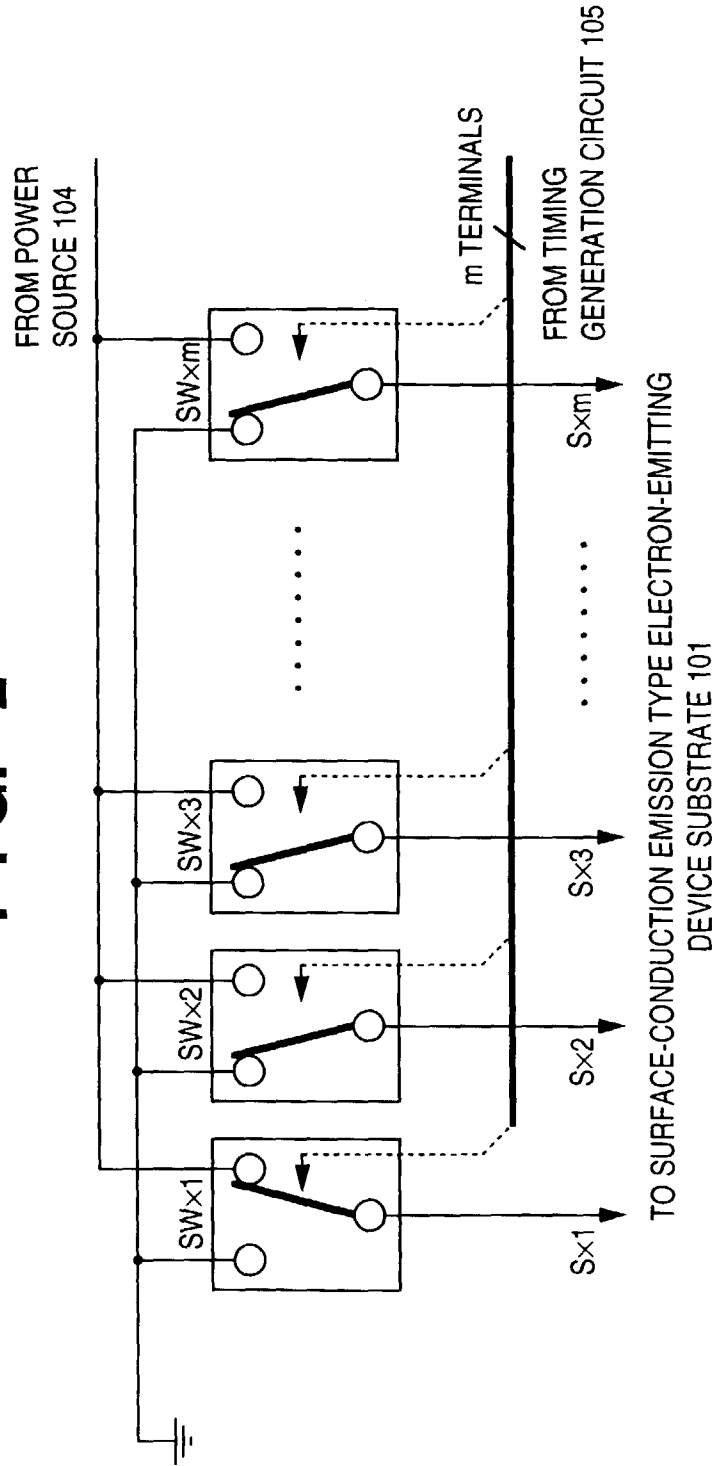 FROM POWER
SOURCE 104
SW×1
SW×2
SW×3
SW×m
m TERMINALS
FROM TIMING
GENERATION CIRCUIT 105
S×1
S×2
S×3
S×m
TO SURFACE-CONDUCTION EMISSION TYPE ELECTRON-EMITTING
DEVICE SUBSTRATE 101